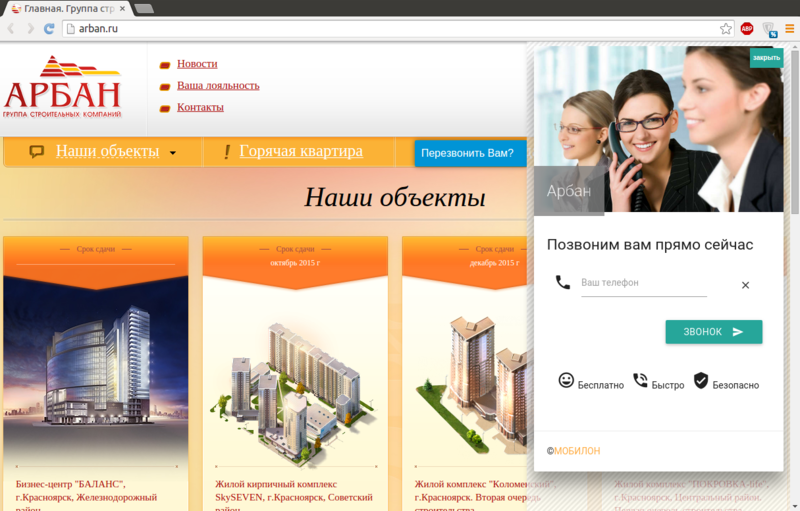 Главная. Группа стр
arban.ru
ABP
АРБАН
ГРУППА СТРОИТЕЛЬНЫХ КОМПАНИЙ
Новости
Ваша лояльность
Контакты
Наши объекты
Горячая квартира
Перезвонить Вам?
Наши объекты
Срок сдачи
Срок сдачи
октябрь 2015 г
Срок сдачи
декабрь 2015 г
Бизнес-центр "БАЛАНС",
г.Красноярск, Железнодорожный
район
Жилой кирпичный комплекс
SkySEVEN, г.Красноярск, Советский
район
Жилой комплекс "Коломенский",
г.Красноярск. Вторая очередь
строительства
Жилой комплекс "ПОКРОВКА-life",
г.Красноярск, Центральный район.
закрыть
Арбан
Позвоним вам прямо сейчас
Ваш телефон
ЗВОНОК
Бесплатно
Быстро
Безопасно
©МОБИЛОН